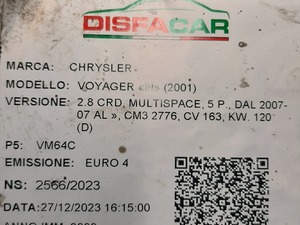 DISFACAR
MARCA: CHRYSLER
MODELLO: VOYAGER (2001)
VERSIONE: 2.8 CRD, MULTISPACE, 5 P., DAL 2007-
07 AL », CM3 2776, CV 163, KW. 120
(D)
P5: VM64C
EMISSIONE: EURO 4
NS: 2566/2023
DATA: 27/12/2023 16:15:00